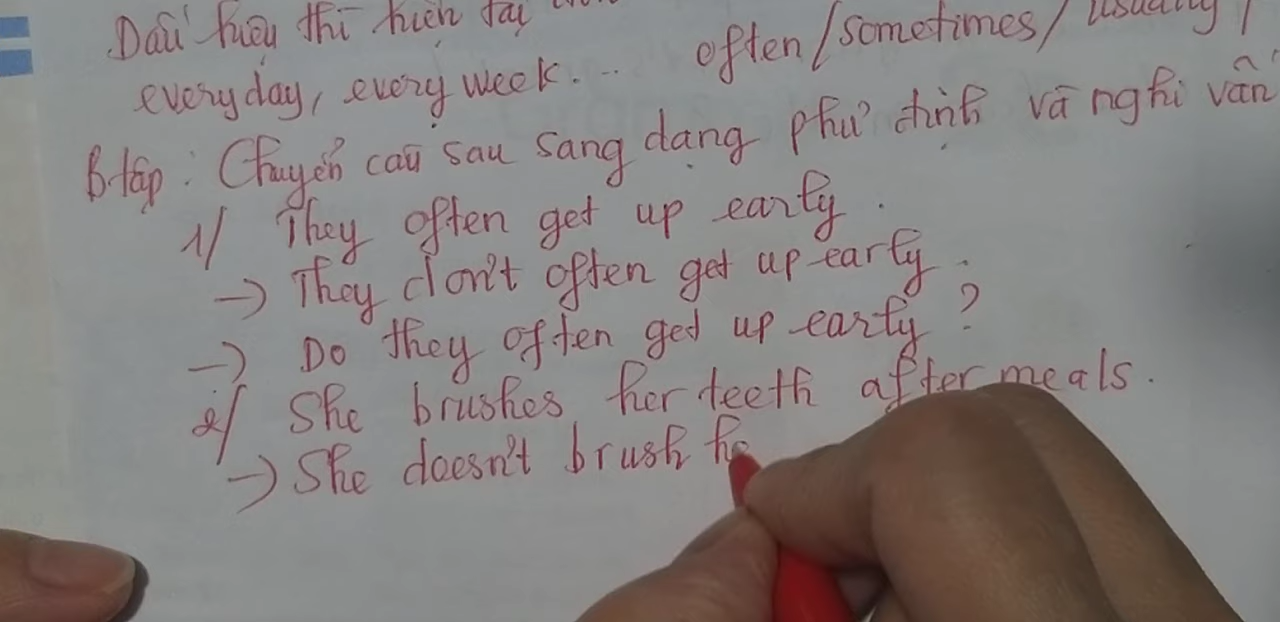 Dấu hiệu thì hiện tại
often/sometimes/usually/
everyday, every week...
B.tập: Chuyển câu sau sang dạng phủ định và nghi vấn
1/ They often get up early.
→ They don't often get up early.
→ Do they often get up early?
2/ She brushes her teeth after meals.
→ She doesn't brush he